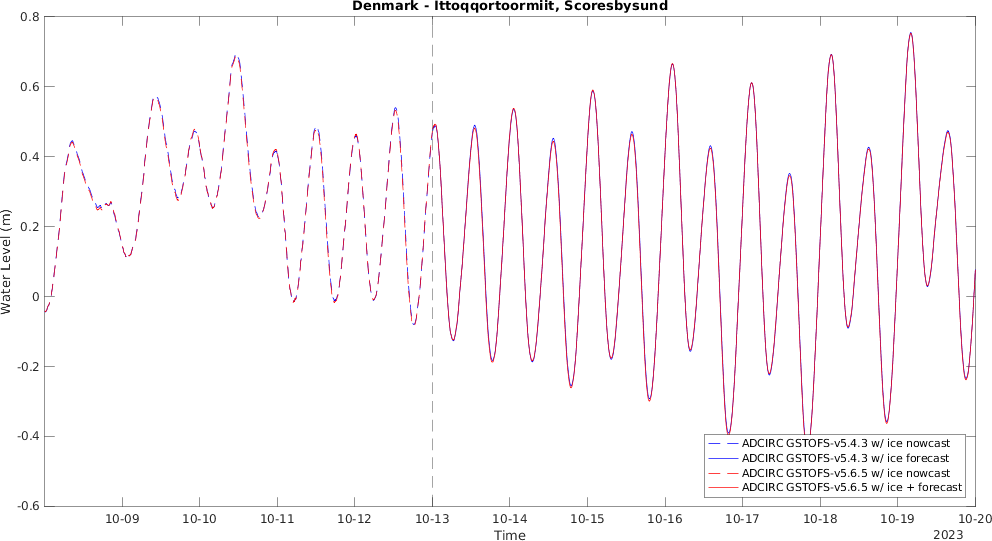 Denmark - Ittoqqortoormiit, Scoresbysund
Water Level (m)
0.8
0.6
0.4
0.2
0
-0.2
-0.4
-0.6
ADCIRC GSTOFS-v5.4.3 w/ ice nowcast
ADCIRC GSTOFS-v5.4.3 w/ ice forecast
ADCIRC GSTOFS-v5.6.5 w/ ice nowcast
ADCIRC GSTOFS-v5.6.5 w/ ice + forecast
10-09 10-10 10-11 10-12 10-13 10-14 10-15 10-16 10-17 10-18 10-19 10-20
Time
2023